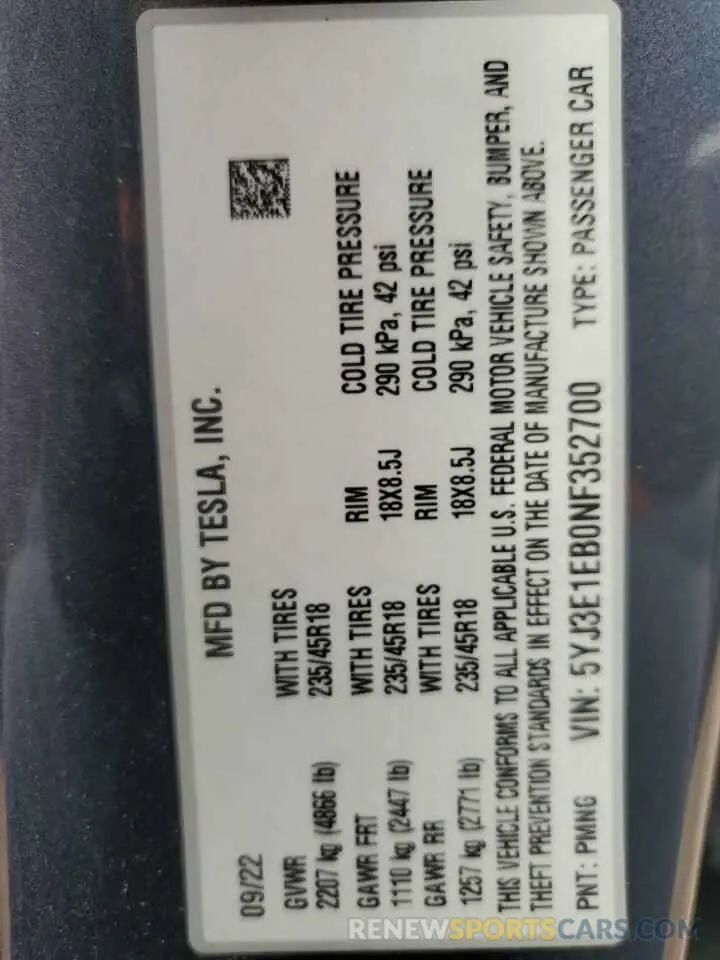 MFD BY TESLA, INC.
09/22
GVWR WITH TIRES
2207 kg (4866 lb) 235/45R18
GAWR FRT WITH TIRES RIM COLD TIRE PRESSURE
1110 kg (2447 lb) 235/45R18 18X8.5J 290 kPa, 42 psi
GAWR RR WITH TIRES RIM COLD TIRE PRESSURE
1257 kg (2771 lb) 235/45R18 18X8.5J 290 kPa, 42 psi
THIS VEHICLE CONFORMS TO ALL APPLICABLE U.S. FEDERAL MOTOR VEHICLE SAFETY, BUMPER, AND
THEFT PREVENTION STANDARDS IN EFFECT ON THE DATE OF MANUFACTURE SHOWN ABOVE.
PNT: PMNG VIN: 5YJ3E1EB0NF352700 TYPE: PASSENGER CAR
RENEWSPORTSCARS.COM